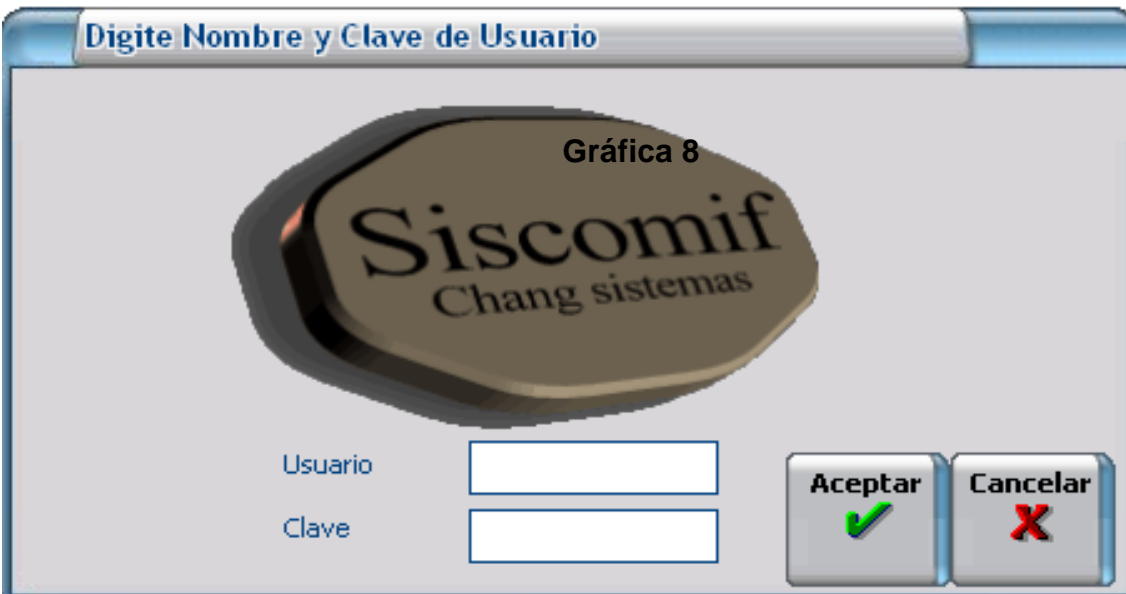 Digite Nombre y Clave de Usuario
Gráfica 8
Siscomif
Chang sistemas
Usuario
Clave
Aceptar
Cancelar